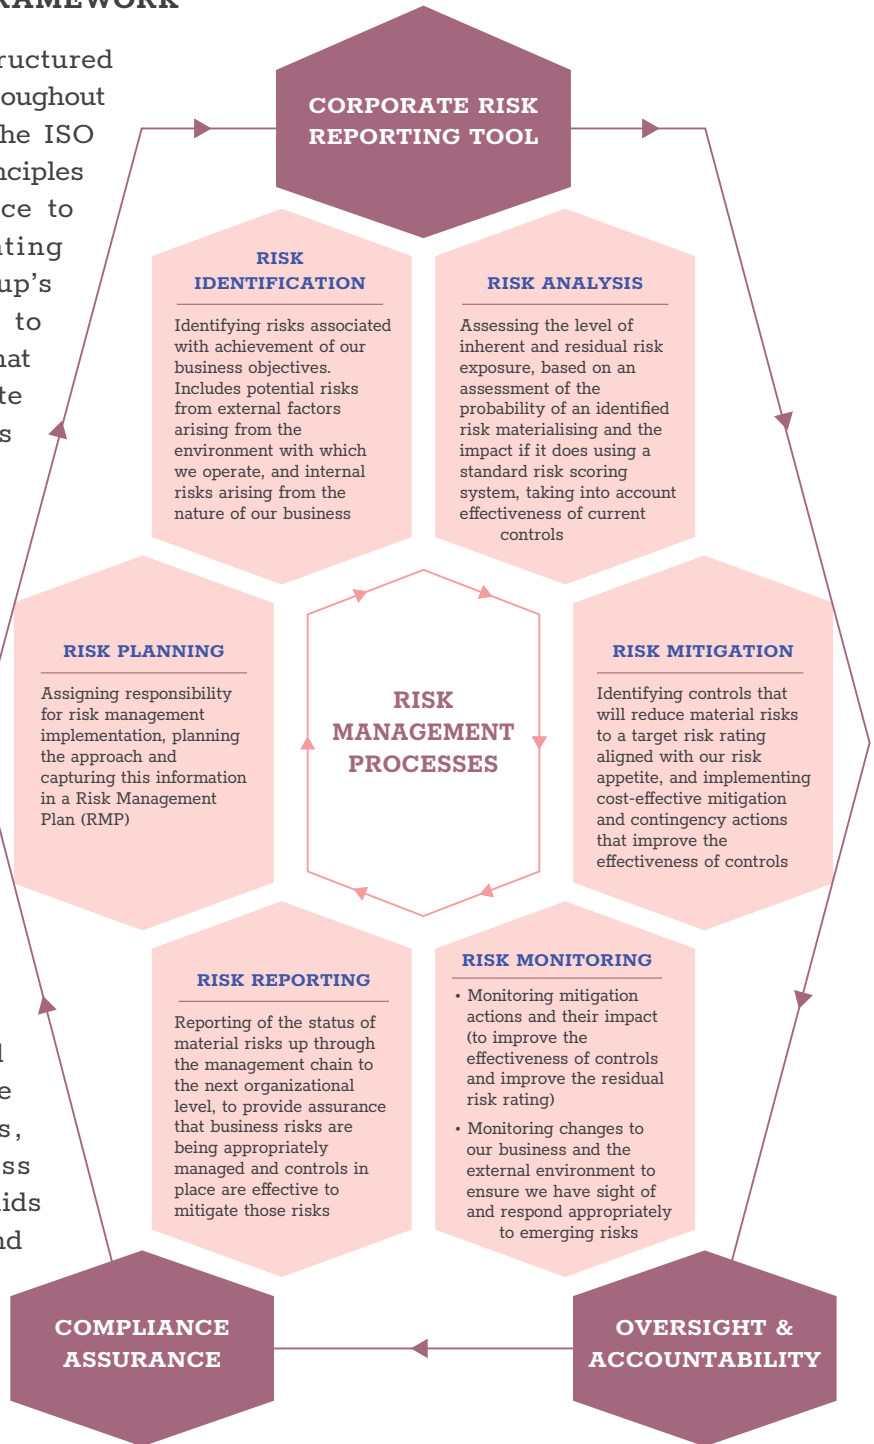 FRAMEWORK
ructured
roughout
he ISO
nciples
ce to
ting
up's
to
hat
te
s
l
e
s,
ss
ids
nd
CORPORATE RISK
REPORTING TOOL
RISK
IDENTIFICATION
Identifying risks associated
with achievement of our
business objectives.
Includes potential risks
from external factors
arising from the
environment with which
we operate, and internal
risks arising from the
nature of our business
RISK ANALYSIS
Assessing the level of
inherent and residual risk
exposure, based on an
assessment of the
probability of an identified
risk materialising and the
impact if it does using a
standard risk scoring
system, taking into account
effectiveness of current
controls
RISK PLANNING
Assigning responsibility
for risk management
implementation, planning
the approach and
capturing this information
in a Risk Management
Plan (RMP)
RISK
MANAGEMENT
PROCESSES
RISK MITIGATION
Identifying controls that
will reduce material risks
to a target risk rating
aligned with our risk
appetite, and implementing
cost-effective mitigation
and contingency actions
that improve the
effectiveness of controls
RISK REPORTING
Reporting of the status of
material risks up through
the management chain to
the next organizational
level, to provide assurance
that business risks are
being appropriately
managed and controls in
place are effective to
mitigate those risks
RISK MONITORING
• Monitoring mitigation
actions and their impact
(to improve the
effectiveness of controls
and improve the residual
risk rating)
• Monitoring changes to
our business and the
external environment to
ensure we have sight of
and respond appropriately
to emerging risks
COMPLIANCE
ASSURANCE
OVERSIGHT &
ACCOUNTABILITY